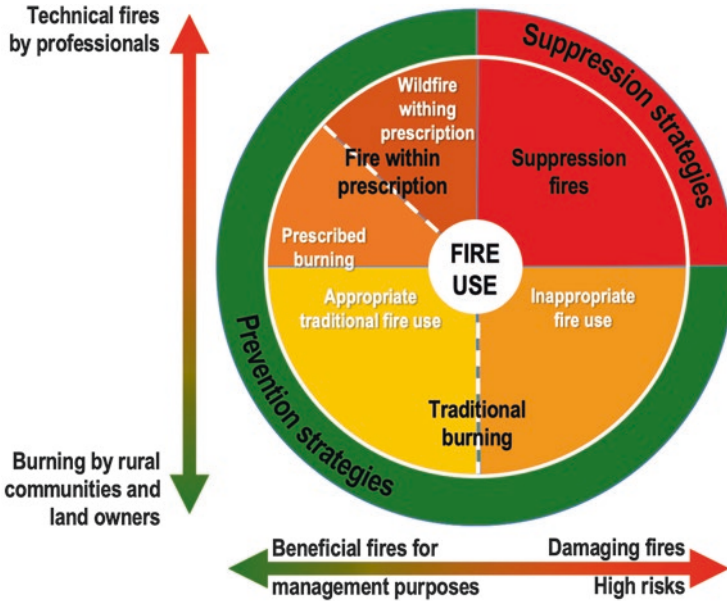 Technical fires
by professionals
Suppression strategies
Wildfire
withing
prescription
Fire within
prescription
Suppression
fires
Prescribed
burning
FIRE
USE
Appropriate
traditional fire use
Inappropriate
fire use
Prevention strategies
Traditional
burning
Burning by rural
communities and
land owners
Beneficial fires for
management purposes
Damaging fires
High risks